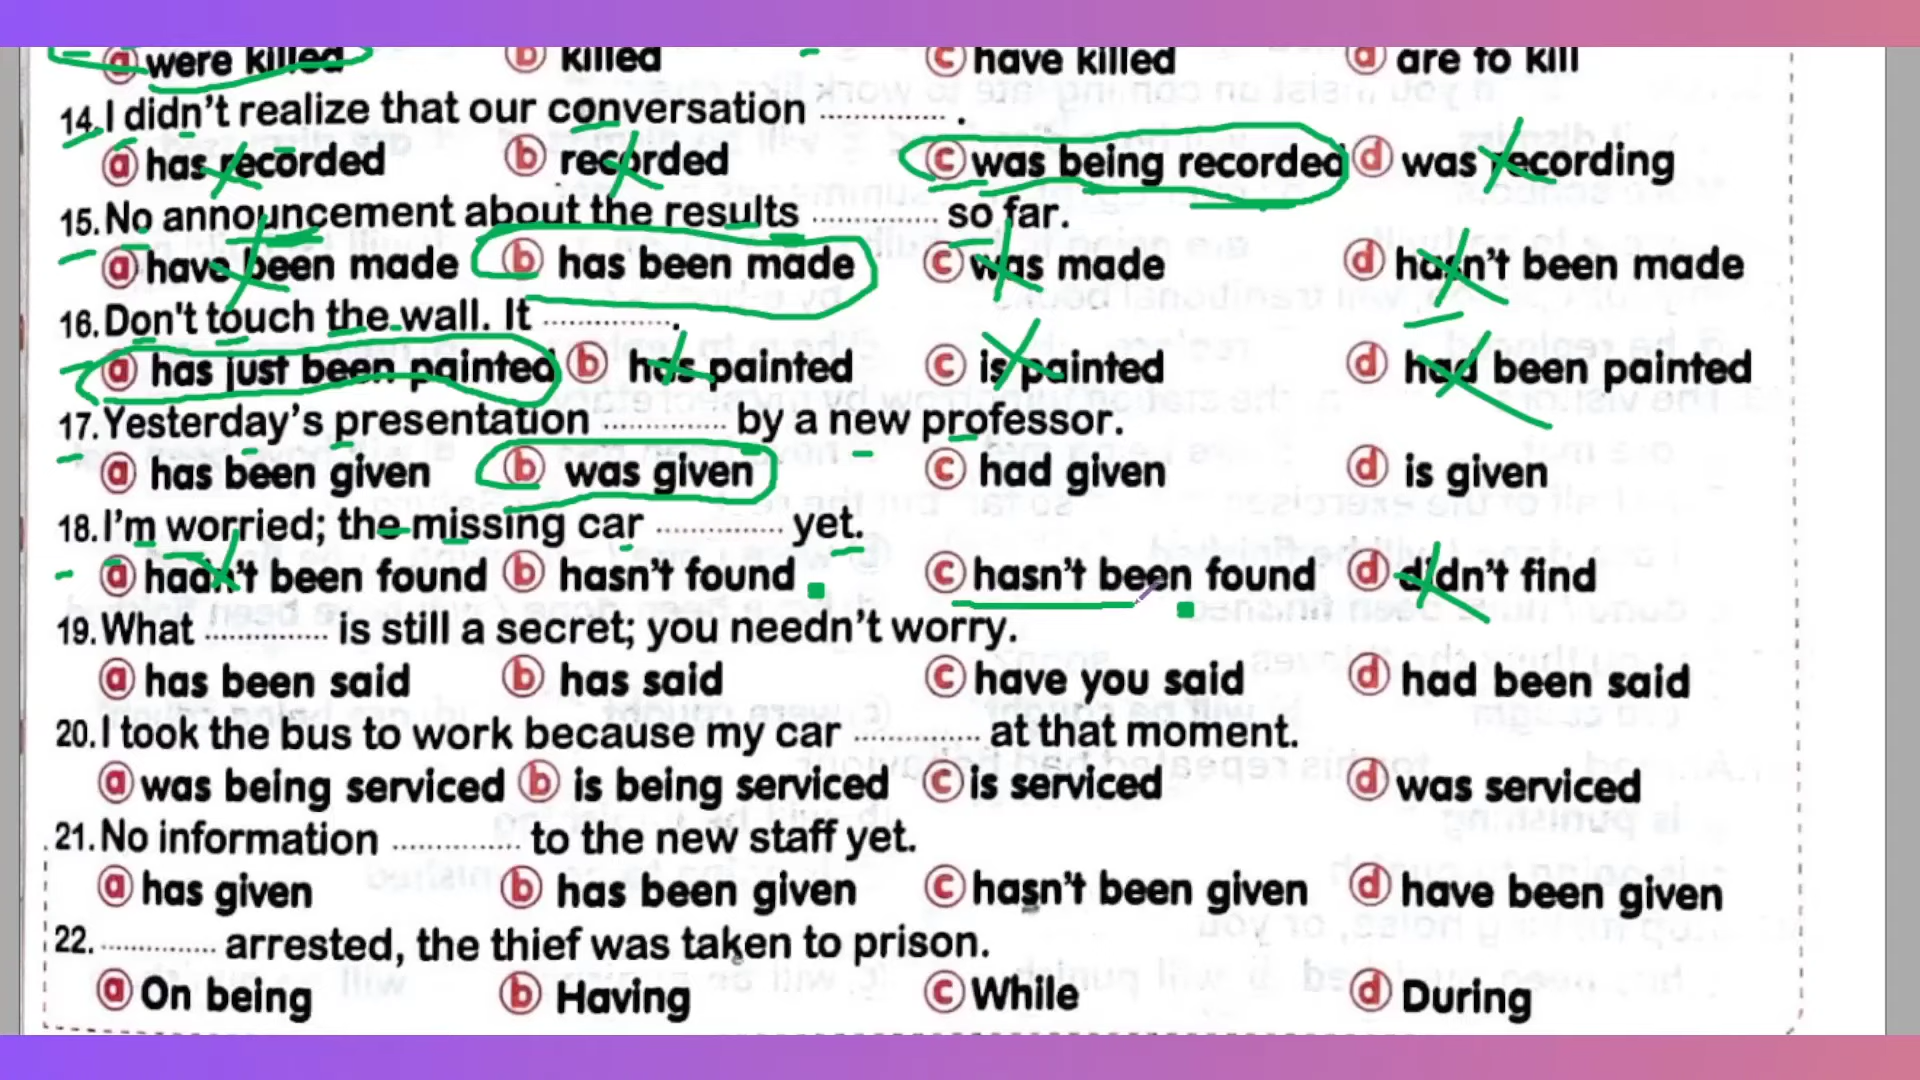 a were killed b killed c have killed d are to kill
14. I didn't realize that our conversation .............. .
a has recorded b recorded c was being recorded d was recording
15. No announcement about the results .............. so far.
a have been made b has been made c was made d hasn't been made
16. Don't touch the wall. It .............. .
a has just been painted b has painted c is painted d had been painted
17. Yesterday's presentation .............. by a new professor.
a has been given b was given c had given d is given
18. I'm worried; the missing car .............. yet.
a hadn't been found b hasn't found c hasn't been found d didn't find
19. What .............. is still a secret; you needn't worry.
a has been said b has said c have you said d had been said
20. I took the bus to work because my car .............. at that moment.
a was being serviced b is being serviced c is serviced d was serviced
21. No information .............. to the new staff yet.
a has given b has been given c hasn't been given d have been given
22. .............. arrested, the thief was taken to prison.
a On being b Having c While d During